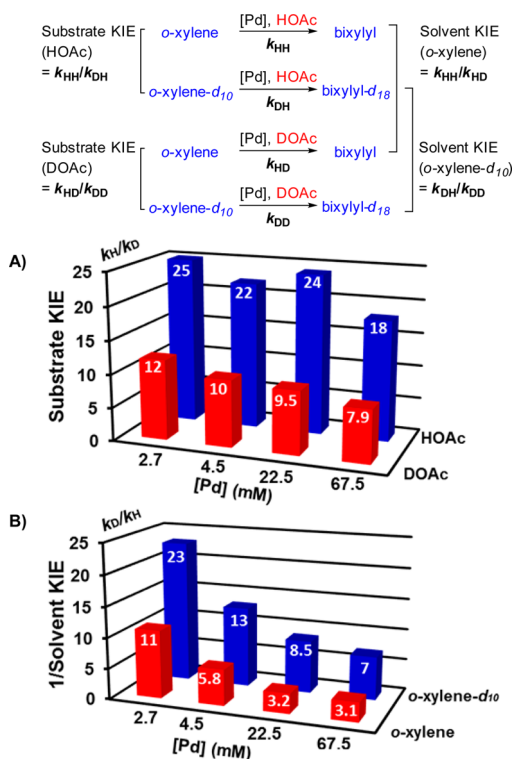 Substrate KIE
(HOAc)
= kHH/kDH
o-xylene [Pd], HOAc kHH bixylyl
o-xylene-d10 [Pd], HOAc kDH bixylyl-d18
Solvent KIE
(o-xylene)
= kHH/kHD
Substrate KIE
(DOAc)
= kHD/kDD
o-xylene [Pd], DOAc kHD bixylyl
o-xylene-d10 [Pd], DOAc kDD bixylyl-d18
Solvent KIE
(o-xylene-d10)
= kDH/kDD
A)
kH/kD
Substrate KIE
25
20
15
10
5
0
25 22 24 18
12 10 9.5 7.9
2.7 4.5 22.5 67.5
[Pd] (mM)
HOAc
DOAc
B)
kD/kH
1/Solvent KIE
25
20
15
10
5
0
23 13 8.5 7
11 5.8 3.2 3.1
2.7 4.5 22.5 67.5
[Pd] (mM)
o-xylene-d10
o-xylene